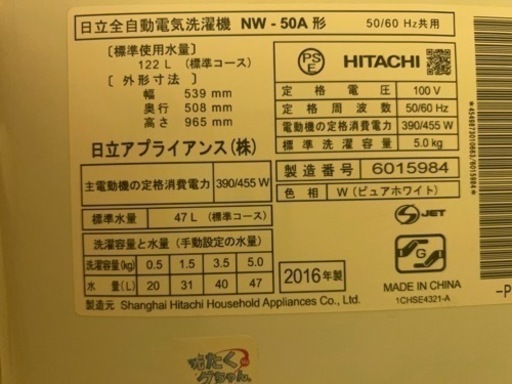 日立全自動電気洗濯機 NW-50A 形 50/60 Hz共用
〔標準使用水量〕
122 L (標準コース)
〔外形寸法〕
幅 539 mm
奥行 508 mm
高さ 965 mm
日立アプライアンス(株)
主電動機の定格消費電力 390/455 W
標準水量 47 L (標準コース)
洗濯容量と水量 (手動設定の水量)
洗濯容量(kg) 0.5 1.5 3.5 5.0
水 量(L) 20 31 40 47
PSE HITACHI
定格電圧 100 V
定格周波数 50/60 Hz
電動機の定格消費電力 390/455 W
標準洗濯容量 5.0kg
製造番号 6015984
色相 W (ピュアホワイト)
S-JET
2016年製
G
MADE IN CHINA
1CHSE4321-A
製造元 Shanghai Hitachi Household Appliances Co., Ltd.
*4549873010663/6015984*
-P